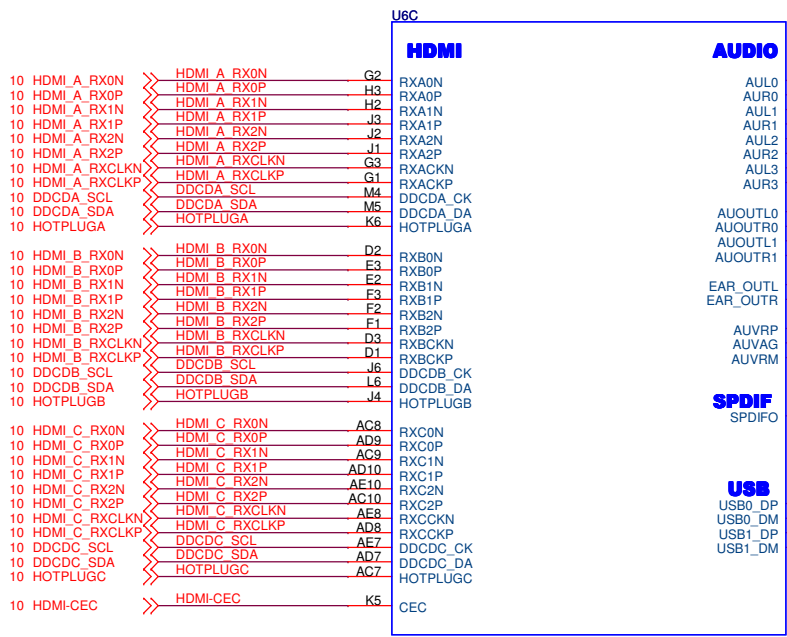 U6C
HDMI AUDIO
10 HDMI_A_RX0N HDMI_A_RX0N G2 RXA0N AUL0
10 HDMI_A_RX0P HDMI_A_RX0P H3 RXA0P AUR0
10 HDMI_A_RX1N HDMI_A_RX1N H2 RXA1N AUL1
10 HDMI_A_RX1P HDMI_A_RX1P J3 RXA1P AUR1
10 HDMI_A_RX2N HDMI_A_RX2N J2 RXA2N AUL2
10 HDMI_A_RX2P HDMI_A_RX2P J1 RXA2P AUR2
10 HDMI_A_RXCLKN HDMI_A_RXCLKN G3 RXACKN AUL3
10 HDMI_A_RXCLKP HDMI_A_RXCLKP G1 RXACKP AUR3
10 DDCDA_SCL DDCDA_SCL M4 DDCDA_CK
10 DDCDA_SDA DDCDA_SDA M5 DDCDA_DA AUOUTL0
10 HOTPLUGA HOTPLUGA K6 HOTPLUGA AUOUTR0
AUOUTL1
10 HDMI_B_RX0N HDMI_B_RX0N D2 RXB0N AUOUTR1
10 HDMI_B_RX0P HDMI_B_RX0P E3 RXB0P
10 HDMI_B_RX1N HDMI_B_RX1N E2 RXB1N EAR_OUTL
10 HDMI_B_RX1P HDMI_B_RX1P F3 RXB1P EAR_OUTR
10 HDMI_B_RX2N HDMI_B_RX2N F2 RXB2N
10 HDMI_B_RX2P HDMI_B_RX2P F1 RXB2P AUVRP
10 HDMI_B_RXCLKN HDMI_B_RXCLKN D3 RXBCKN AUVAG
10 HDMI_B_RXCLKP HDMI_B_RXCLKP D1 RXBCKP AUVRM
10 DDCDB_SCL DDCDB_SCL J6 DDCDB_CK
10 DDCDB_SDA DDCDB_SDA L6 DDCDB_DA
10 HOTPLUGB HOTPLUGB J4 HOTPLUGB SPDIF
SPDIFO
10 HDMI_C_RX0N HDMI_C_RX0N AC8 RXC0N
10 HDMI_C_RX0P HDMI_C_RX0P AD9 RXC0P
10 HDMI_C_RX1N HDMI_C_RX1N AC9 RXC1N
10 HDMI_C_RX1P HDMI_C_RX1P AD10 RXC1P
10 HDMI_C_RX2N HDMI_C_RX2N AE10 RXC2N USB
10 HDMI_C_RX2P HDMI_C_RX2P AC10 RXC2P USB0_DP
10 HDMI_C_RXCLKN HDMI_C_RXCLKN AE8 RXCCKN USB0_DM
10 HDMI_C_RXCLKP HDMI_C_RXCLKP AD8 RXCCKP USB1_DP
10 DDCDC_SCL DDCDC_SCL AE7 DDCDC_CK USB1_DM
10 DDCDC_SDA DDCDC_SDA AD7 DDCDC_DA
10 HOTPLUGC HOTPLUGC AC7 HOTPLUGC
10 HDMI-CEC HDMI-CEC K5 CEC